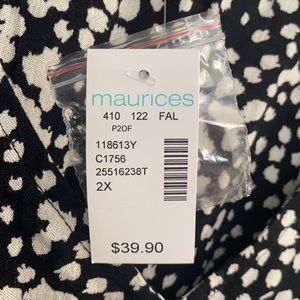 maurices
410 122 FAL
P2OF
118613Y
C1756
25516238T
2X
$39.90